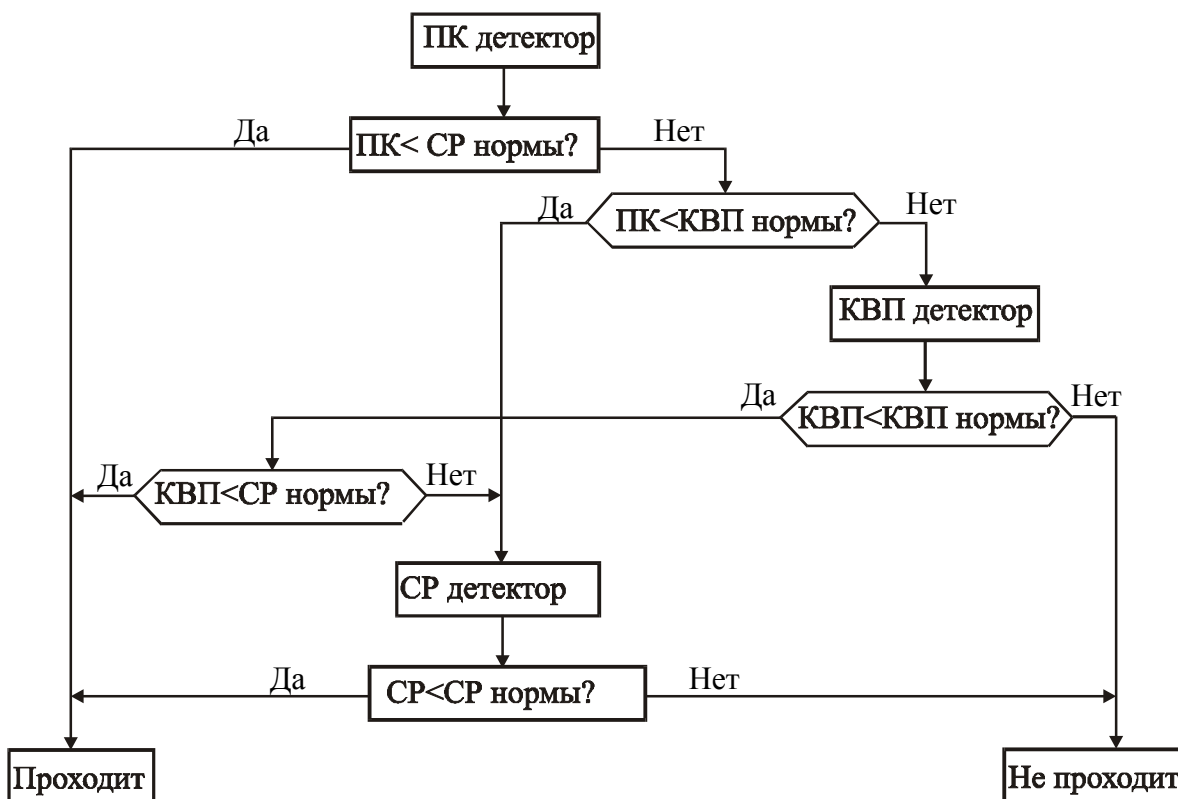 ПК детектор
Да
ПК< СР нормы?
Нет
Да
ПК<КВП нормы?
Нет
КВП детектор
Да
КВП<КВП нормы?
Нет
Да
КВП<СР нормы?
Нет
СР детектор
Да
СР<СР нормы?
Нет
Проходит
Не проходит